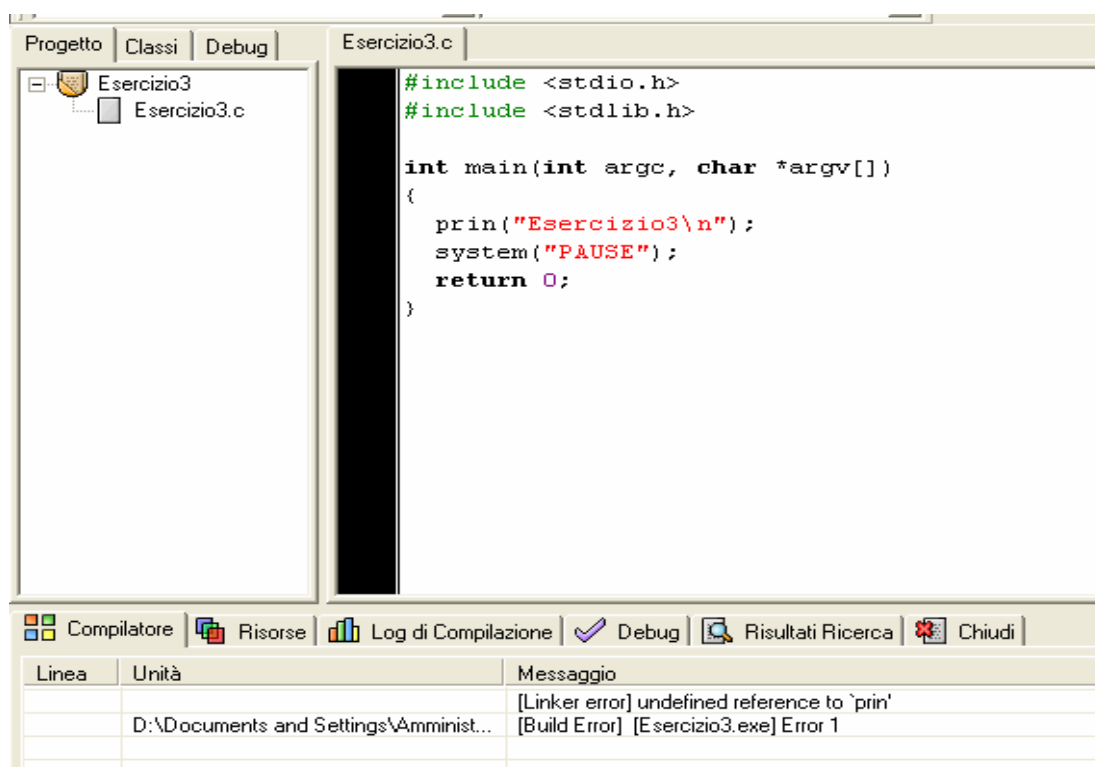 Progetto Classi Debug
Esercizio3
Esercizio3.c
Esercizio3.c
#include <stdio.h>
#include <stdlib.h>
int main(int argc, char *argv[])
{
prin("Esercizio3\n");
system("PAUSE");
return 0;
}
Compilatore Risorse Log di Compilazione Debug Risultati Ricerca Chiudi
Linea Unità Messaggio
[Linker error] undefined reference to `prin'
D:\Documents and Settings\Amminist... [Build Error] [Esercizio3.exe] Error 1